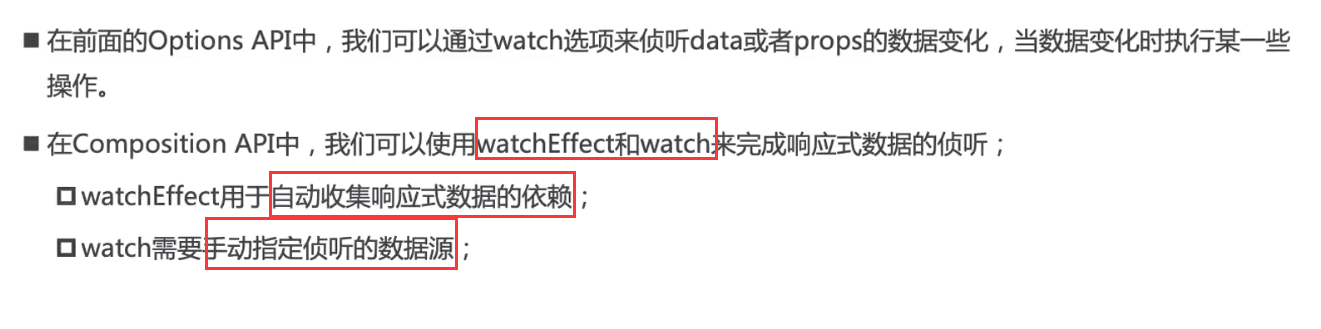 ■ 在前面的Options API中，我们可以通过watch选项来侦听data或者props的数据变化，当数据变化时执行某一些
操作。
■ 在Composition API中，我们可以使用watchEffect和watch来完成响应式数据的侦听；
watchEffect用于自动收集响应式数据的依赖；
watch需要手动指定侦听的数据源；